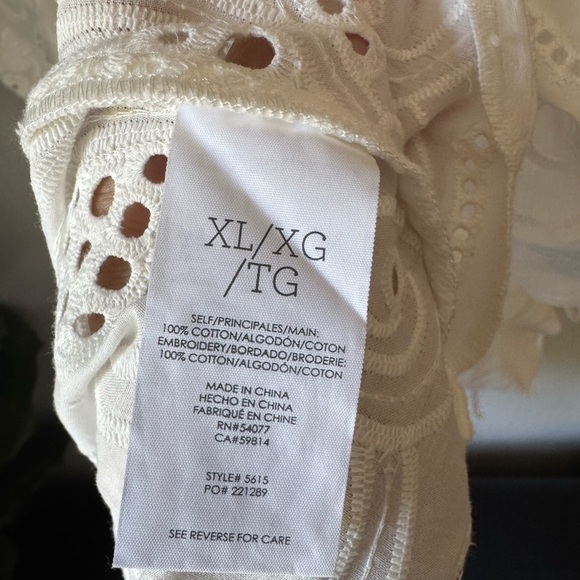 XL/XG
/TG
SELF/PRINCIPALES/MAIN:
100% COTTON/ALGODÓN/COTON
EMBROIDERY/BORDADO/BRODERIE:
100% COTTON/ALGODÓN/COTON
MADE IN CHINA
HECHO EN CHINA
FABRIQUÉ EN CHINE
RN#54077
CA#59814
STYLE# 5615
PO# 221289
SEE REVERSE FOR CARE